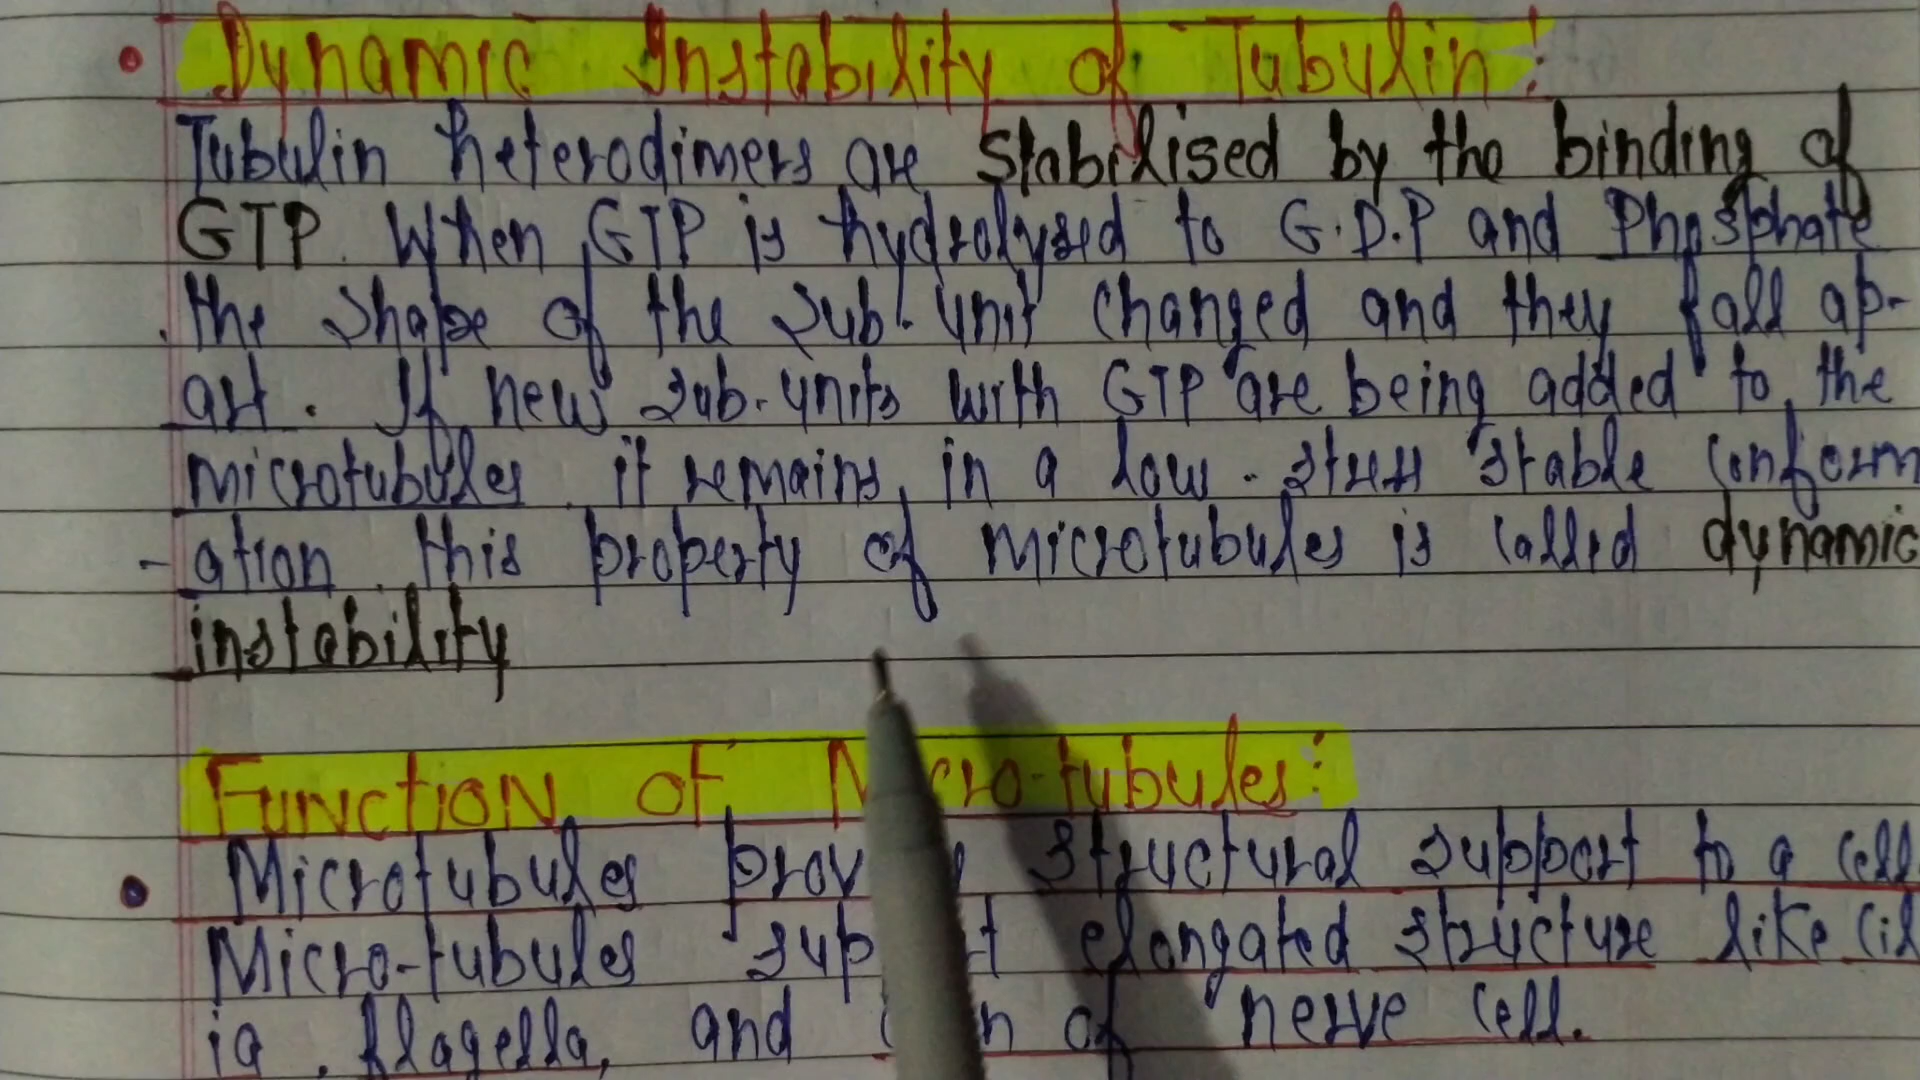 Dynamic Instability of Tubulin:
Tubulin heterodimers are stabilised by the binding of
GTP. When GTP is hydrolysed to G.D.P and Phosphate
the shape of the sub-unit changed and they fall ap-
art. If new sub-units with GTP are being added to the
microtubules it remains in a low-stress stable conform
-ation this property of microtubules is called dynamic
instability
Function of Micro-tubules:
Microtubules structural support to a cell
Micro-tubules elongated structure like cil
ia, flagella, and of nerve cell.